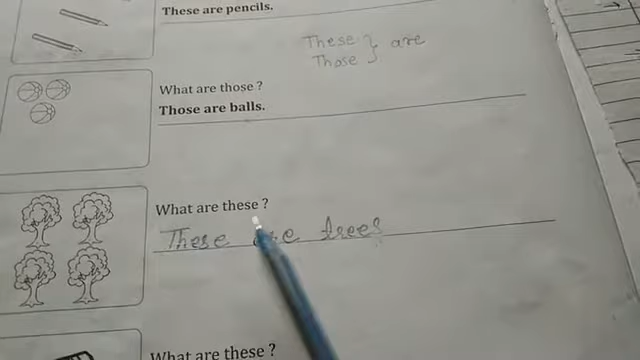 These are pencils.
These } are
Those
What are those ?
Those are balls.
What are these ?
These are trees
What are these ?